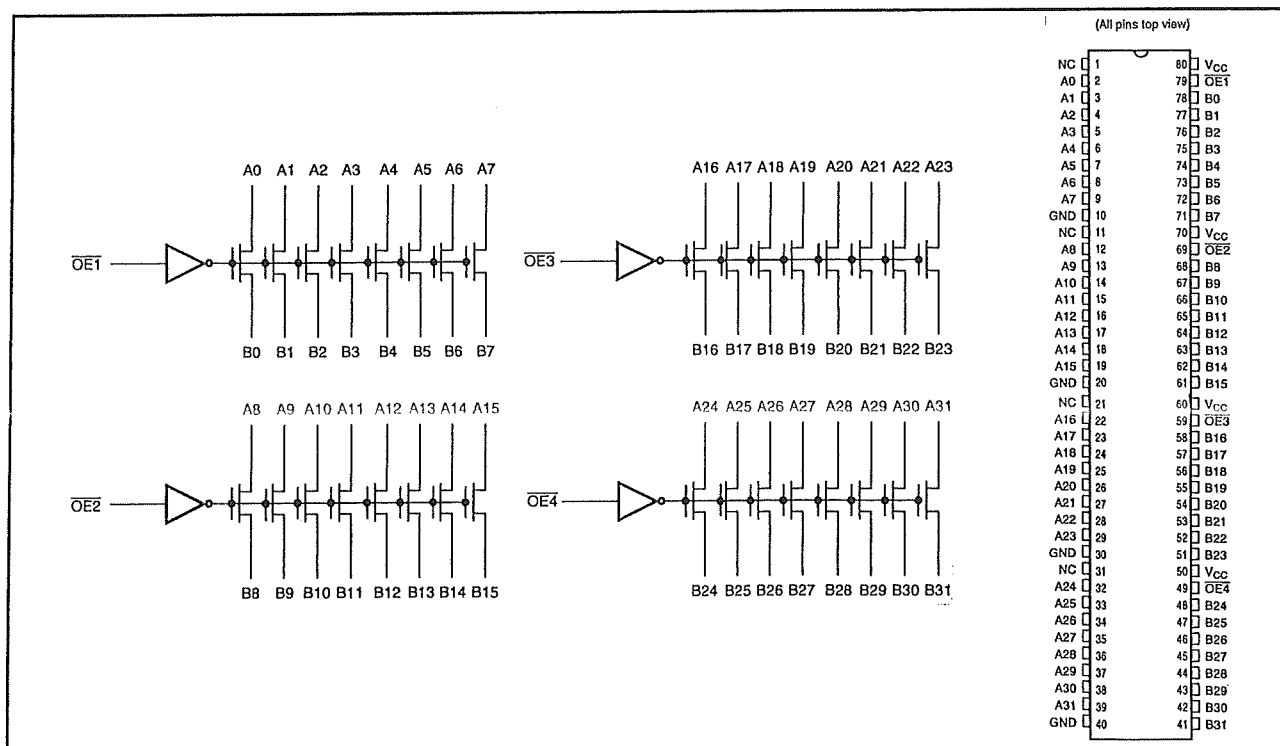 (All pins top view)
A0 A1 A2 A3 A4 A5 A6 A7
OE1
B0 B1 B2 B3 B4 B5 B6 B7
A16 A17 A18 A19 A20 A21 A22 A23
OE3
B16 B17 B18 B19 B20 B21 B22 B23
A8 A9 A10 A11 A12 A13 A14 A15
OE2
B8 B9 B10 B11 B12 B13 B14 B15
A24 A25 A26 A27 A28 A29 A30 A31
OE4
B24 B25 B26 B27 B28 B29 B30 B31
NC 1 80 VCC
A0 2 79 OE1
A1 3 78 B0
A2 4 77 B1
A3 5 76 B2
A4 6 75 B3
A5 7 74 B4
A6 8 73 B5
A7 9 72 B6
GND 10 71 B7
NC 11 70 VCC
A8 12 69 OE2
A9 13 68 B8
A10 14 67 B9
A11 15 66 B10
A12 16 65 B11
A13 17 64 B12
A14 18 63 B13
A15 19 62 B14
GND 20 61 B15
NC 21 60 VCC
A16 22 59 OE3
A17 23 58 B16
A18 24 57 B17
A19 25 56 B18
A20 26 55 B19
A21 27 54 B20
A22 28 53 B21
A23 29 52 B22
GND 30 51 B23
NC 31 50 VCC
A24 32 49 OE4
A25 33 48 B24
A26 34 47 B25
A27 35 46 B26
A28 36 45 B27
A29 37 44 B28
A30 38 43 B29
A31 39 42 B30
GND 40 41 B31